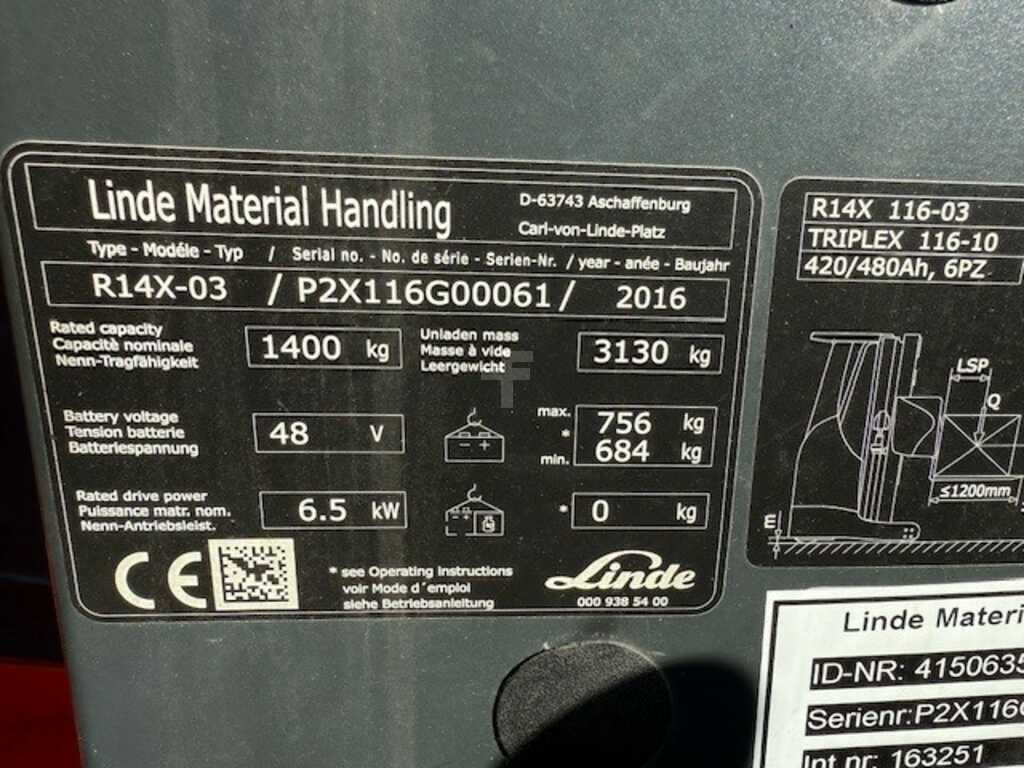 Linde Material Handling
D-63743 Aschaffenburg
Carl-von-Linde-Platz
Type - Modéle - Typ / Serial no. - No. de série - Serien-Nr. / year - anée - Baujahr
R14X-03 / P2X116G00061 / 2016
Rated capacity
Capacité nominale
Nenn-Tragfähigkeit
1400 kg
Unladen mass
Masse à vide
Leergewicht
3130 kg
Battery voltage
Tension batterie
Batteriespannung
48 V
max. 756 kg
*
min. 684 kg
Rated drive power
Puissance matr. nom.
Nenn-Antriebsleist.
6.5 kW
* 0 kg
CE
* see Operating instructions
voir Mode d´emploi
siehe Betriebsanleitung
Linde
000 938 54 00
R14X 116-03
TRIPLEX 116-10
420/480Ah, 6PZ
LSP
Q
≤1200mm
m
Linde Materi
ID-NR: 4150635
Serienr:P2X116
Int nr: 163251